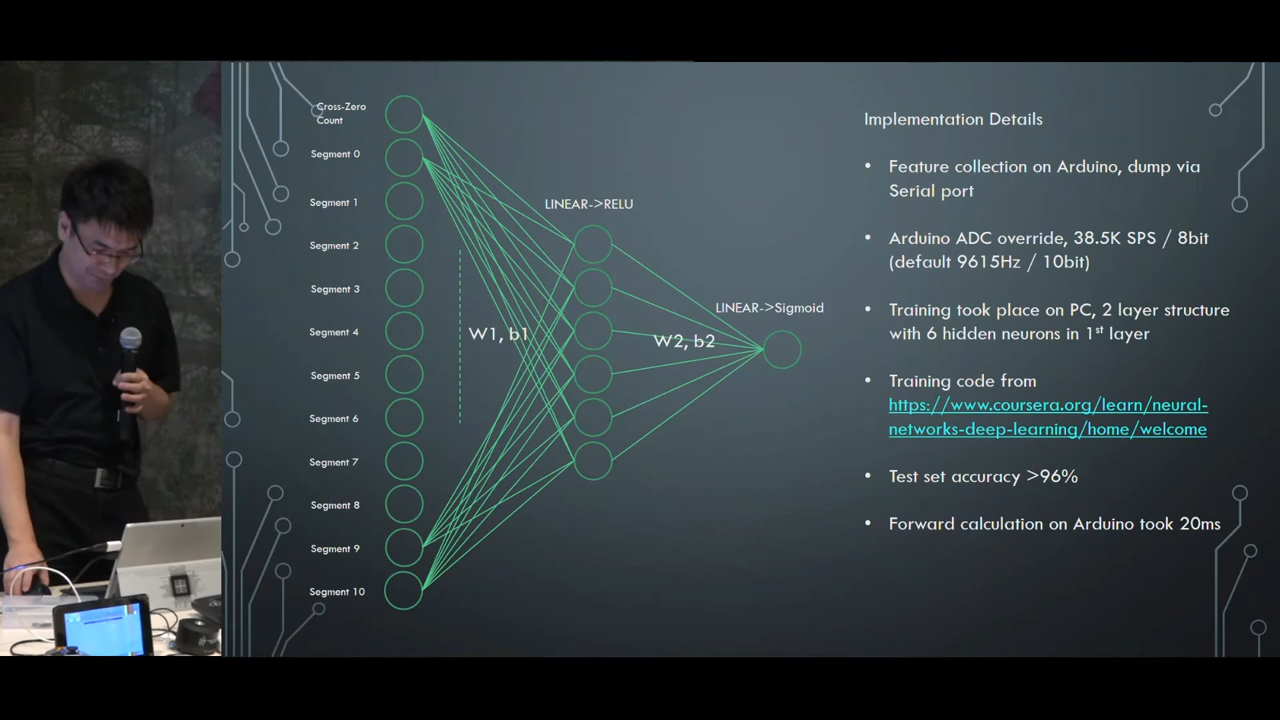 Cross-Zero
Count
Segment 0
Segment 1
Segment 2
Segment 3
Segment 4
Segment 5
Segment 6
Segment 7
Segment 8
Segment 9
Segment 10
W1, b1
LINEAR->RELU
W2, b2
LINEAR->Sigmoid
Implementation Details
• Feature collection on Arduino, dump via
Serial port
• Arduino ADC override, 38.5K SPS / 8bit
(default 9615Hz / 10bit)
• Training took place on PC, 2 layer structure
with 6 hidden neurons in 1st layer
• Training code from
https://www.coursera.org/learn/neural-
networks-deep-learning/home/welcome
• Test set accuracy >96%
• Forward calculation on Arduino took 20ms